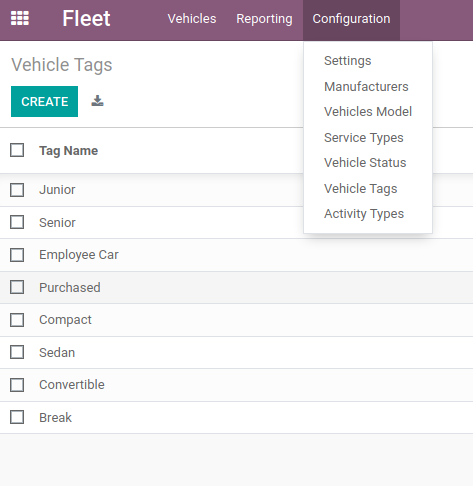 Fleet Vehicles Reporting Configuration
Vehicle Tags
CREATE
Settings
Manufacturers
Vehicles Model
Service Types
Vehicle Status
Vehicle Tags
Activity Types
Tag Name
Junior
Senior
Employee Car
Purchased
Compact
Sedan
Convertible
Break